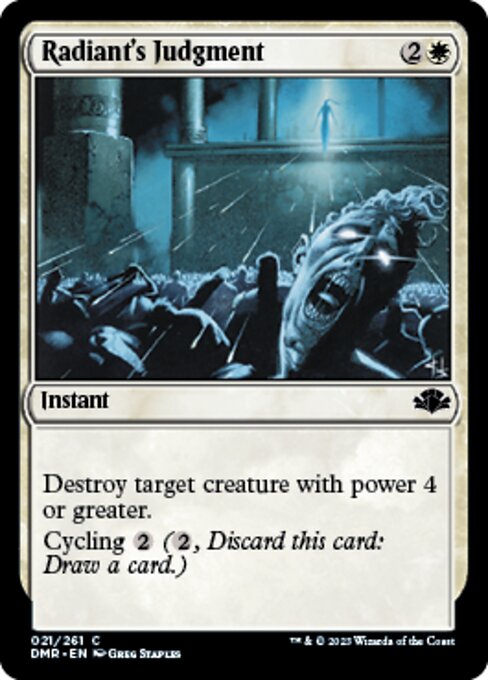 Radiant's Judgment 2
Instant
Destroy target creature with power 4
or greater.
Cycling 2 (2, Discard this card:
Draw a card.)
021/261 C
DMR • EN Greg Staples
™ & © 2023 Wizards of the Coast